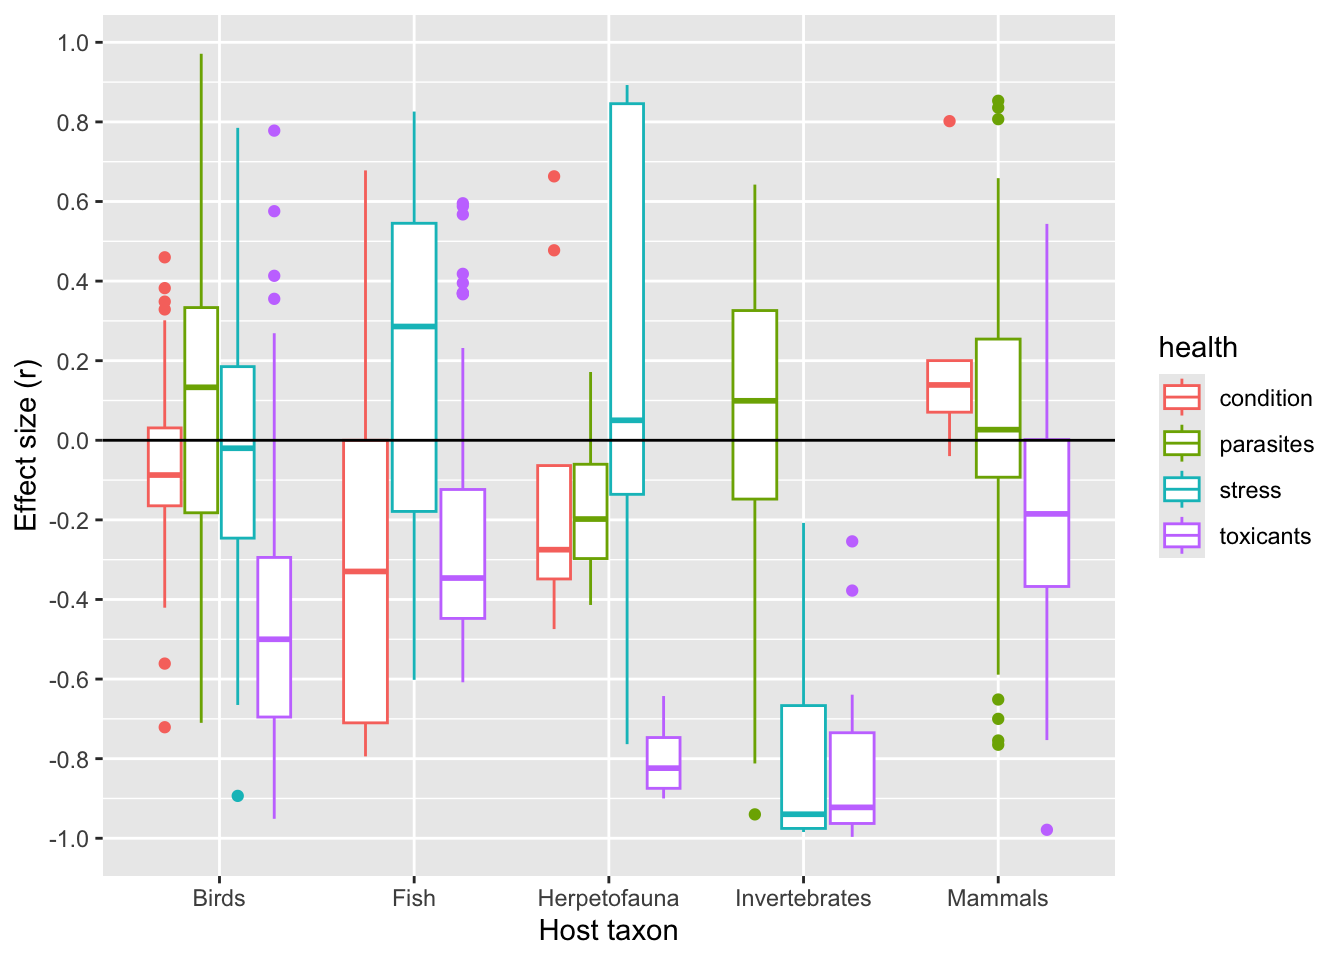 1.0
0.8
0.6
0.4
0.2
0.0
-0.2
-0.4
-0.6
-0.8
-1.0
Effect size (r)
Birds Fish Herpetofauna Invertebrates Mammals
Host taxon
health
condition
parasites
stress
toxicants